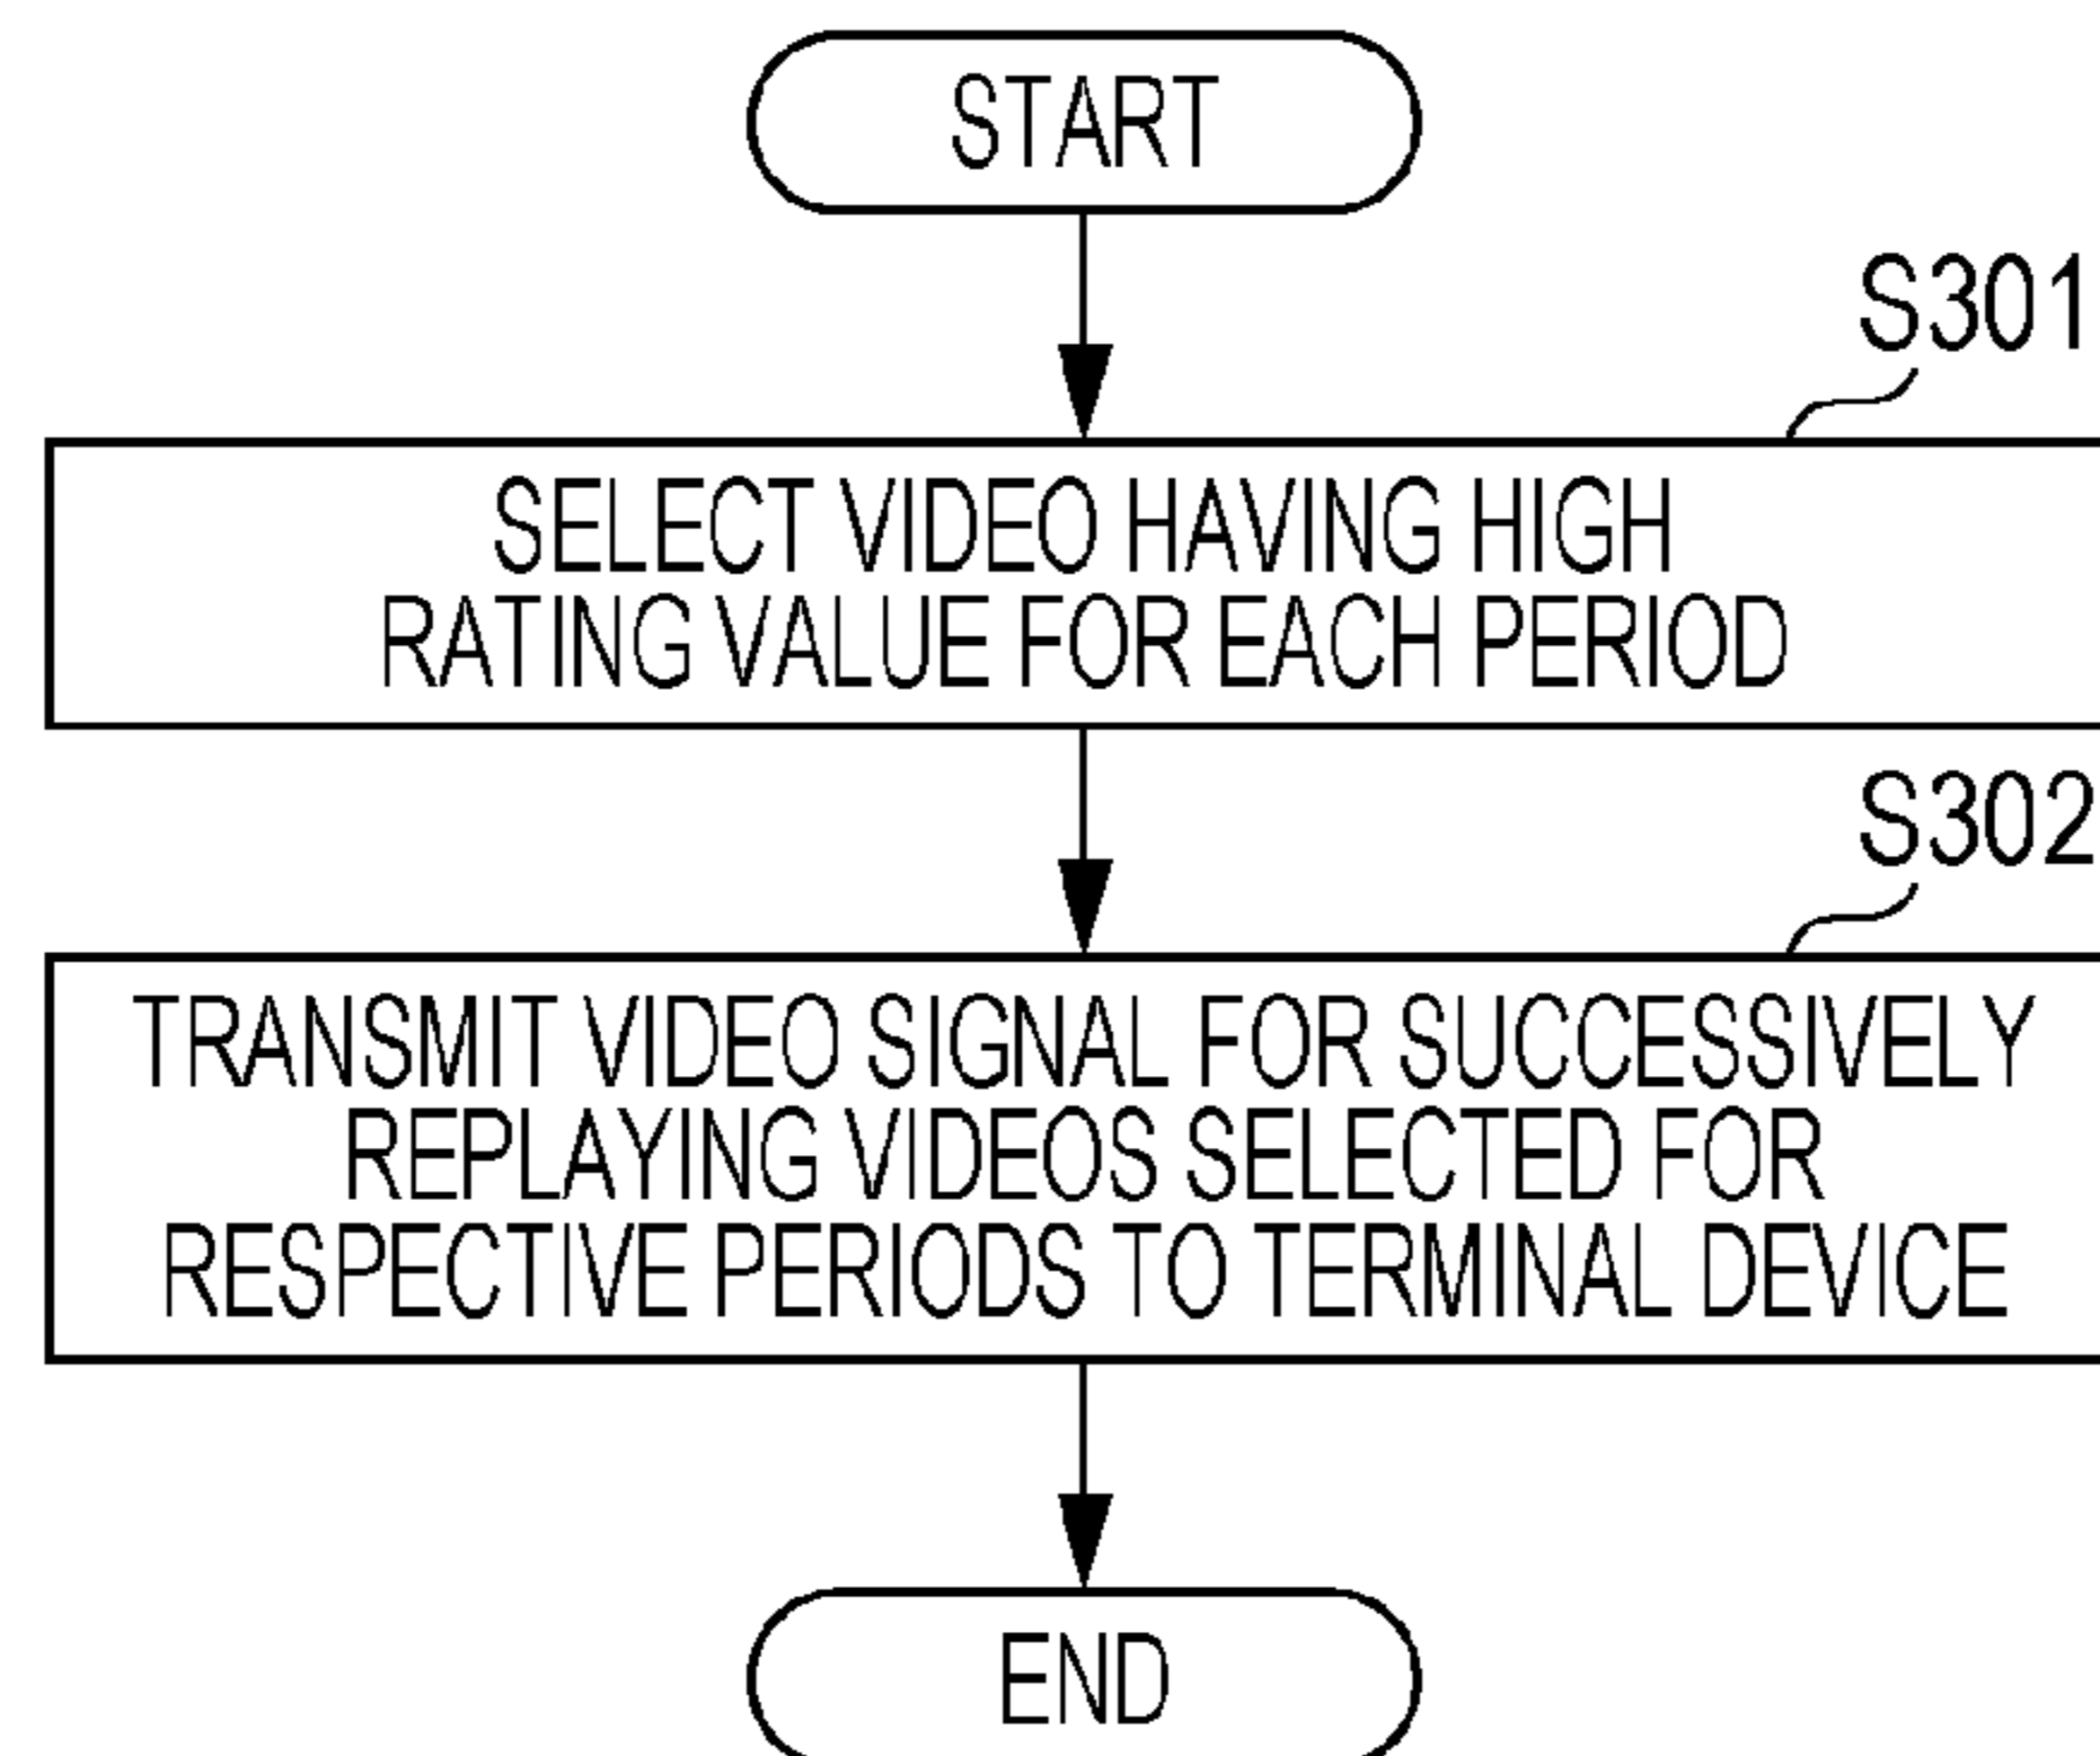 START
S301
SELECT VIDEO HAVING HIGH
RATING VALUE FOR EACH PERIOD
S302
TRANSMIT VIDEO SIGNAL FOR SUCCESSIVELY
REPLAYING VIDEOS SELECTED FOR
RESPECTIVE PERIODS TO TERMINAL DEVICE
END